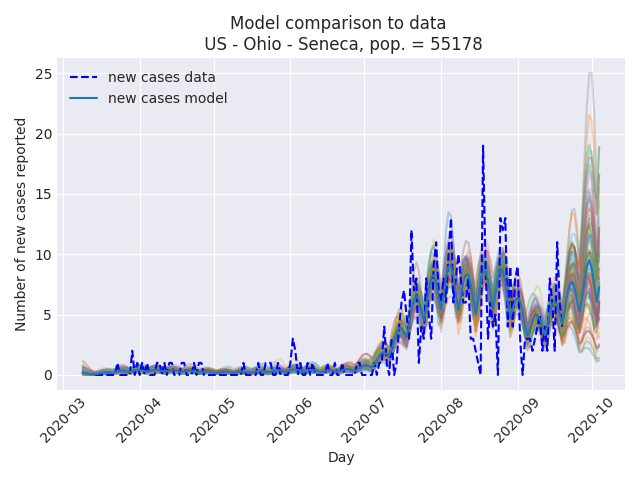 Model comparison to data
US - Ohio - Seneca, pop. = 55178
new cases data
new cases model
Number of new cases reported
25
20
15
10
5
0
2020-03
2020-04
2020-05
2020-06
2020-07
2020-08
2020-09
2020-10
Day